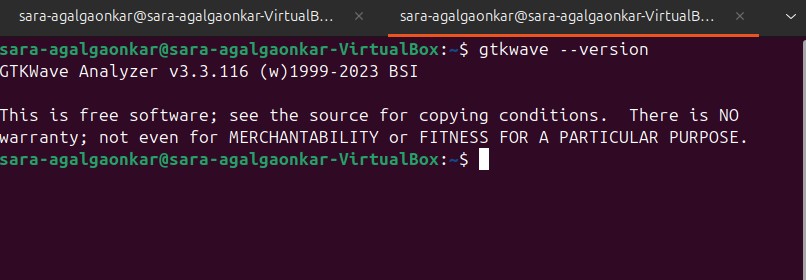 sara-agalgaonkar@sara-agalgaonkar-VirtualB... × sara-agalgaonkar@sara-agalgaonkar-VirtualB... ×
sara-agalgaonkar@sara-agalgaonkar-VirtualBox:~$ gtkwave --version
GTKWave Analyzer v3.3.116 (w)1999-2023 BSI
This is free software; see the source for copying conditions.  There is NO
warranty; not even for MERCHANTABILITY or FITNESS FOR A PARTICULAR PURPOSE.
sara-agalgaonkar@sara-agalgaonkar-VirtualBox:~$